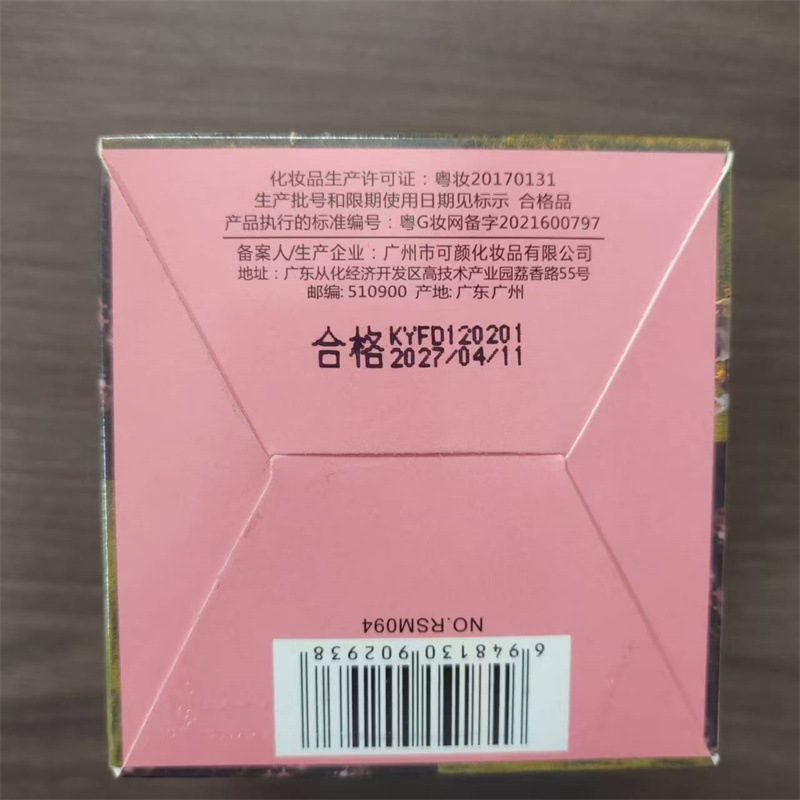 化妆品生产许可证：粤妆20170131
生产批号和限期使用日期见标示 合格品
产品执行的标准编号：粤G妆网备字2021600797
备案人/生产企业：广州市可颜化妆品有限公司
地址：广东从化经济开发区高技术产业园荔香路55号
邮编: 510900 产地: 广东广州
合格 KYFD120201
2027/04/11
NO.RSM094
6 948130 902938